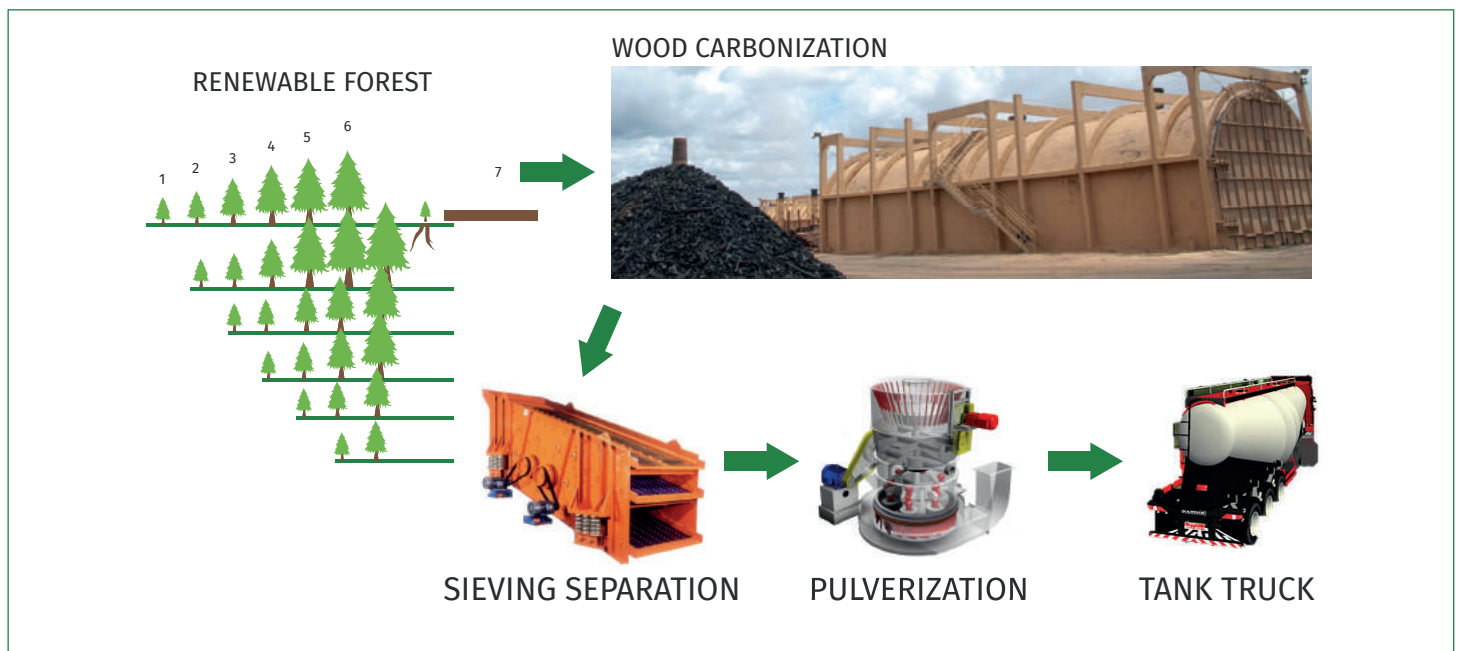 WOOD CARBONIZATION
RENEWABLE FOREST
1
2
3
4
5
6
7
SIEVING SEPARATION
PULVERIZATION
TANK TRUCK